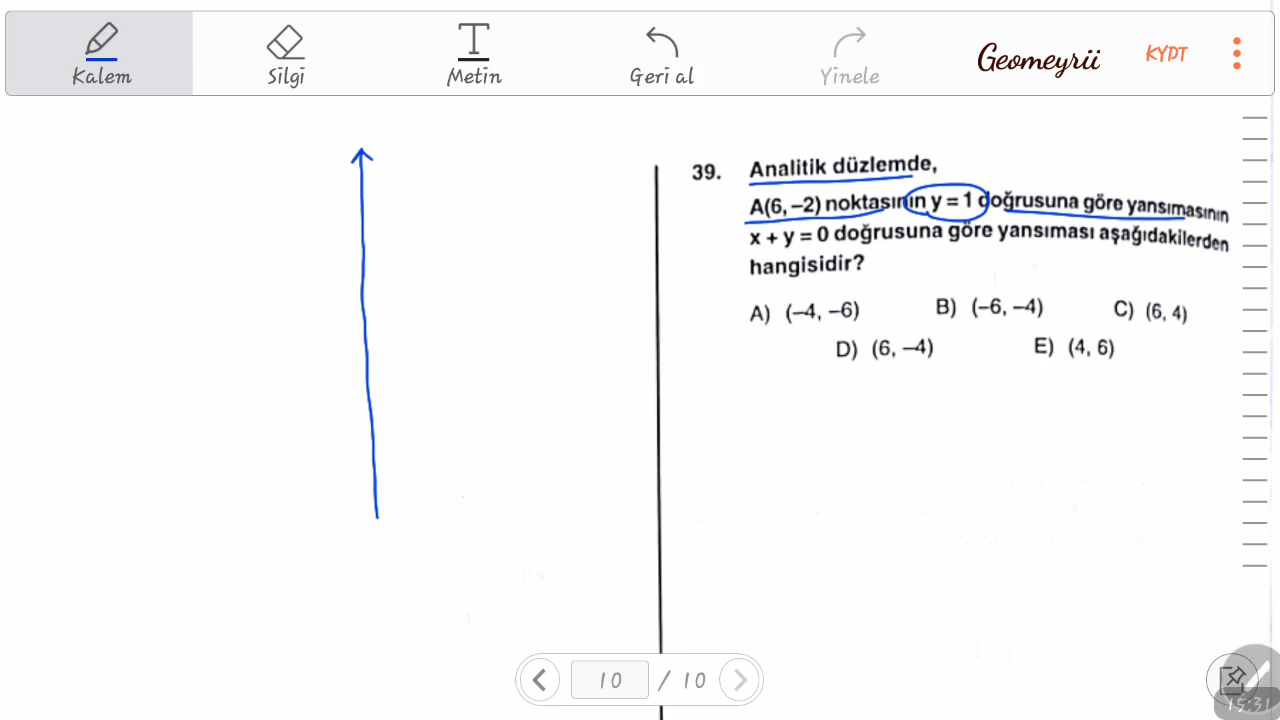 Kalem
Silgi
Metin
Geri al
Yinele
Geomeyrii
KYDT
39. Analitik düzlemde,
A(6, –2) noktasının y = 1 doğrusuna göre yansımasının
x + y = 0 doğrusuna göre yansıması aşağıdakilerden
hangisidir?
A) (–4, –6) B) (–6, –4) C) (6, 4)
D) (6, –4) E) (4, 6)
10 / 10
15:31